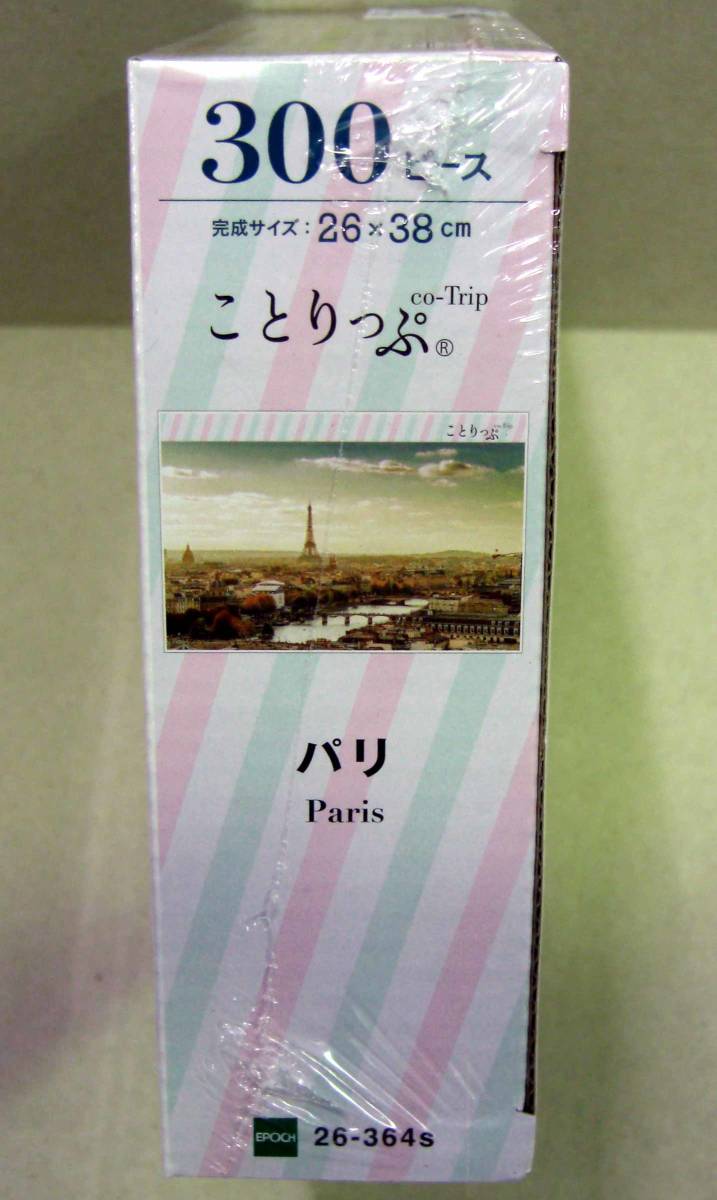 300ピース
完成サイズ：26×38cm
co-Trip
ことりっぷ®
ことりっぷ
パリ
Paris
EPOCH 26-364s